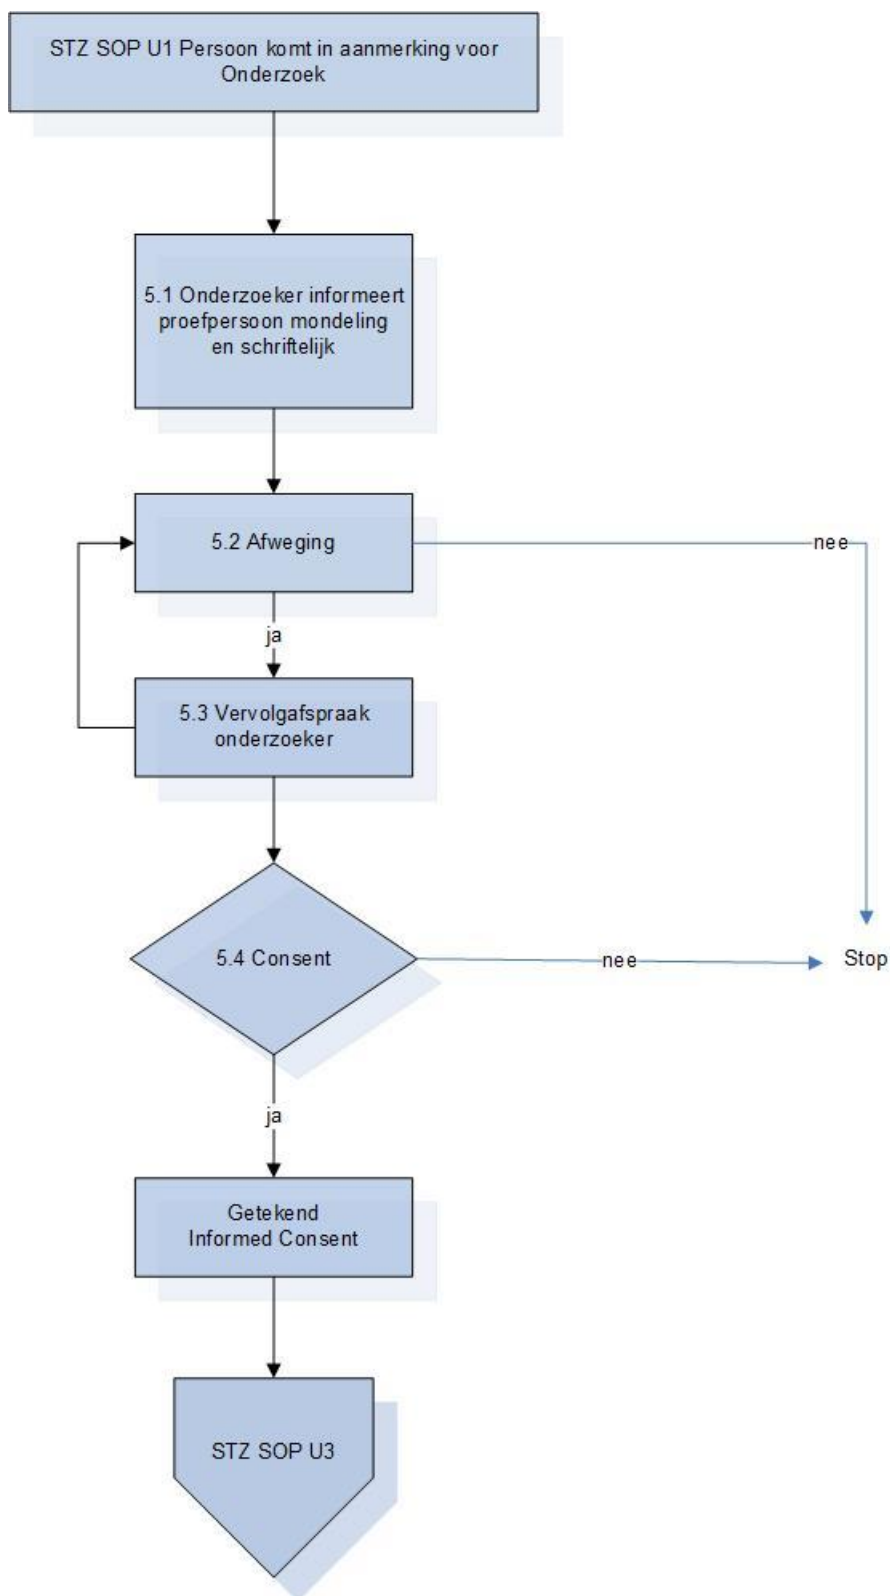 STZ SOP U1 Persoon komt in aanmerking voor
Onderzoek
5.1 Onderzoeker informeert
proefpersoon mondeling
en schriftelijk
5.2 Afweging
nee
ja
5.3 Vervolgafspraak
onderzoeker
5.4 Consent
nee
Stop
ja
Getekend
Informed Consent
STZ SOP U3